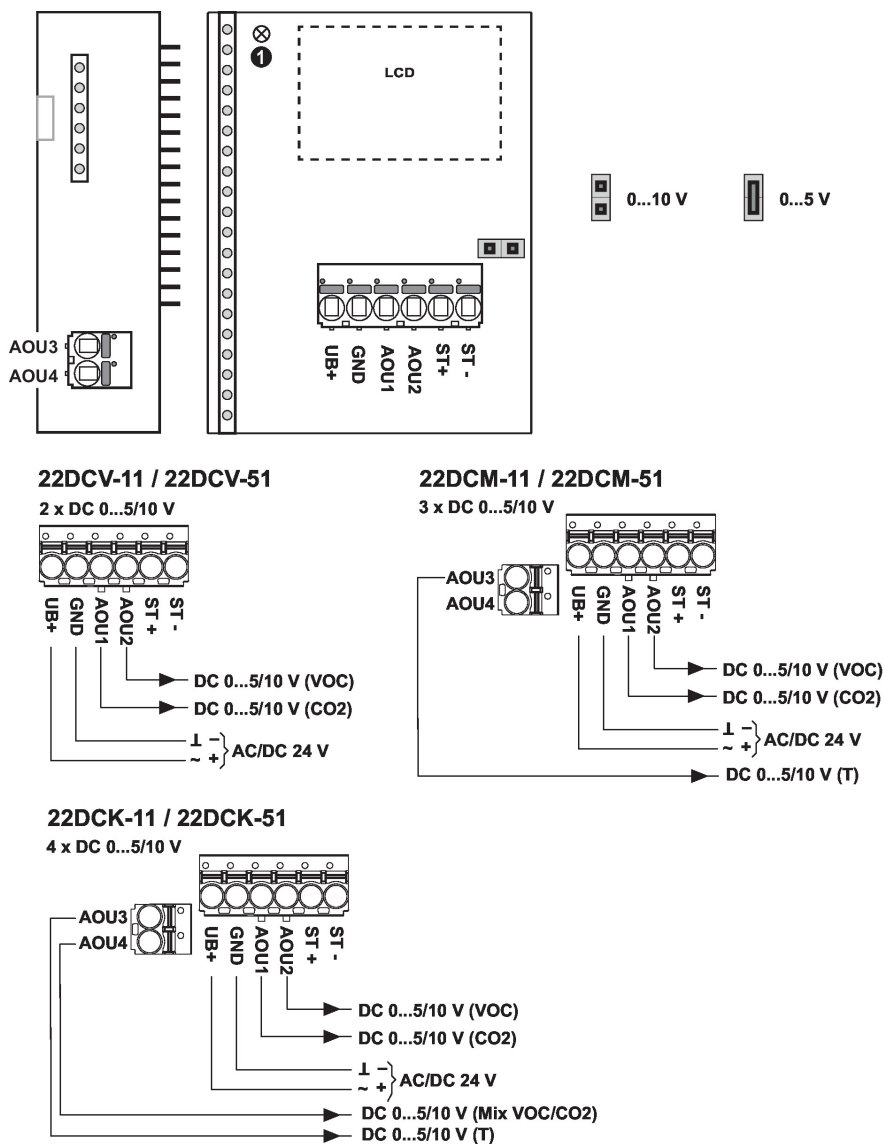 1
LCD
0...10 V
0...5 V
AOU3
AOU4
UB+
GND
AOU1
AOU2
ST+
ST -
22DCV-11 / 22DCV-51
2 x DC 0...5/10 V
UB+
GND
AOU1
AOU2
ST +
ST -
DC 0...5/10 V (VOC)
DC 0...5/10 V (CO2)
⊥ −
~ +
AC/DC 24 V
22DCM-11 / 22DCM-51
3 x DC 0...5/10 V
AOU3
AOU4
UB+
GND
AOU1
AOU2
ST +
ST -
DC 0...5/10 V (VOC)
DC 0...5/10 V (CO2)
⊥ −
~ +
AC/DC 24 V
DC 0...5/10 V (T)
22DCK-11 / 22DCK-51
4 x DC 0...5/10 V
AOU3
AOU4
UB+
GND
AOU1
AOU2
ST +
ST -
DC 0...5/10 V (VOC)
DC 0...5/10 V (CO2)
⊥ −
~ +
AC/DC 24 V
DC 0...5/10 V (Mix VOC/CO2)
DC 0...5/10 V (T)